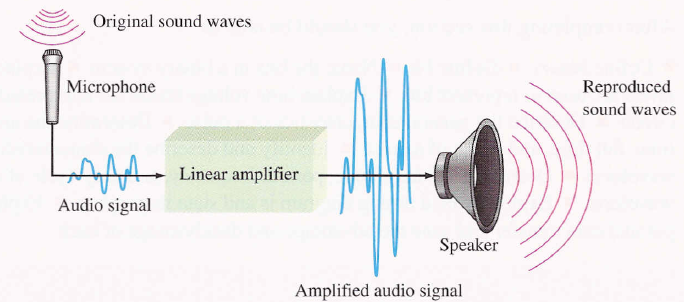 Original sound waves
Microphone
Reproduced
sound waves
Linear amplifier
Audio signal
Speaker
Amplified audio signal